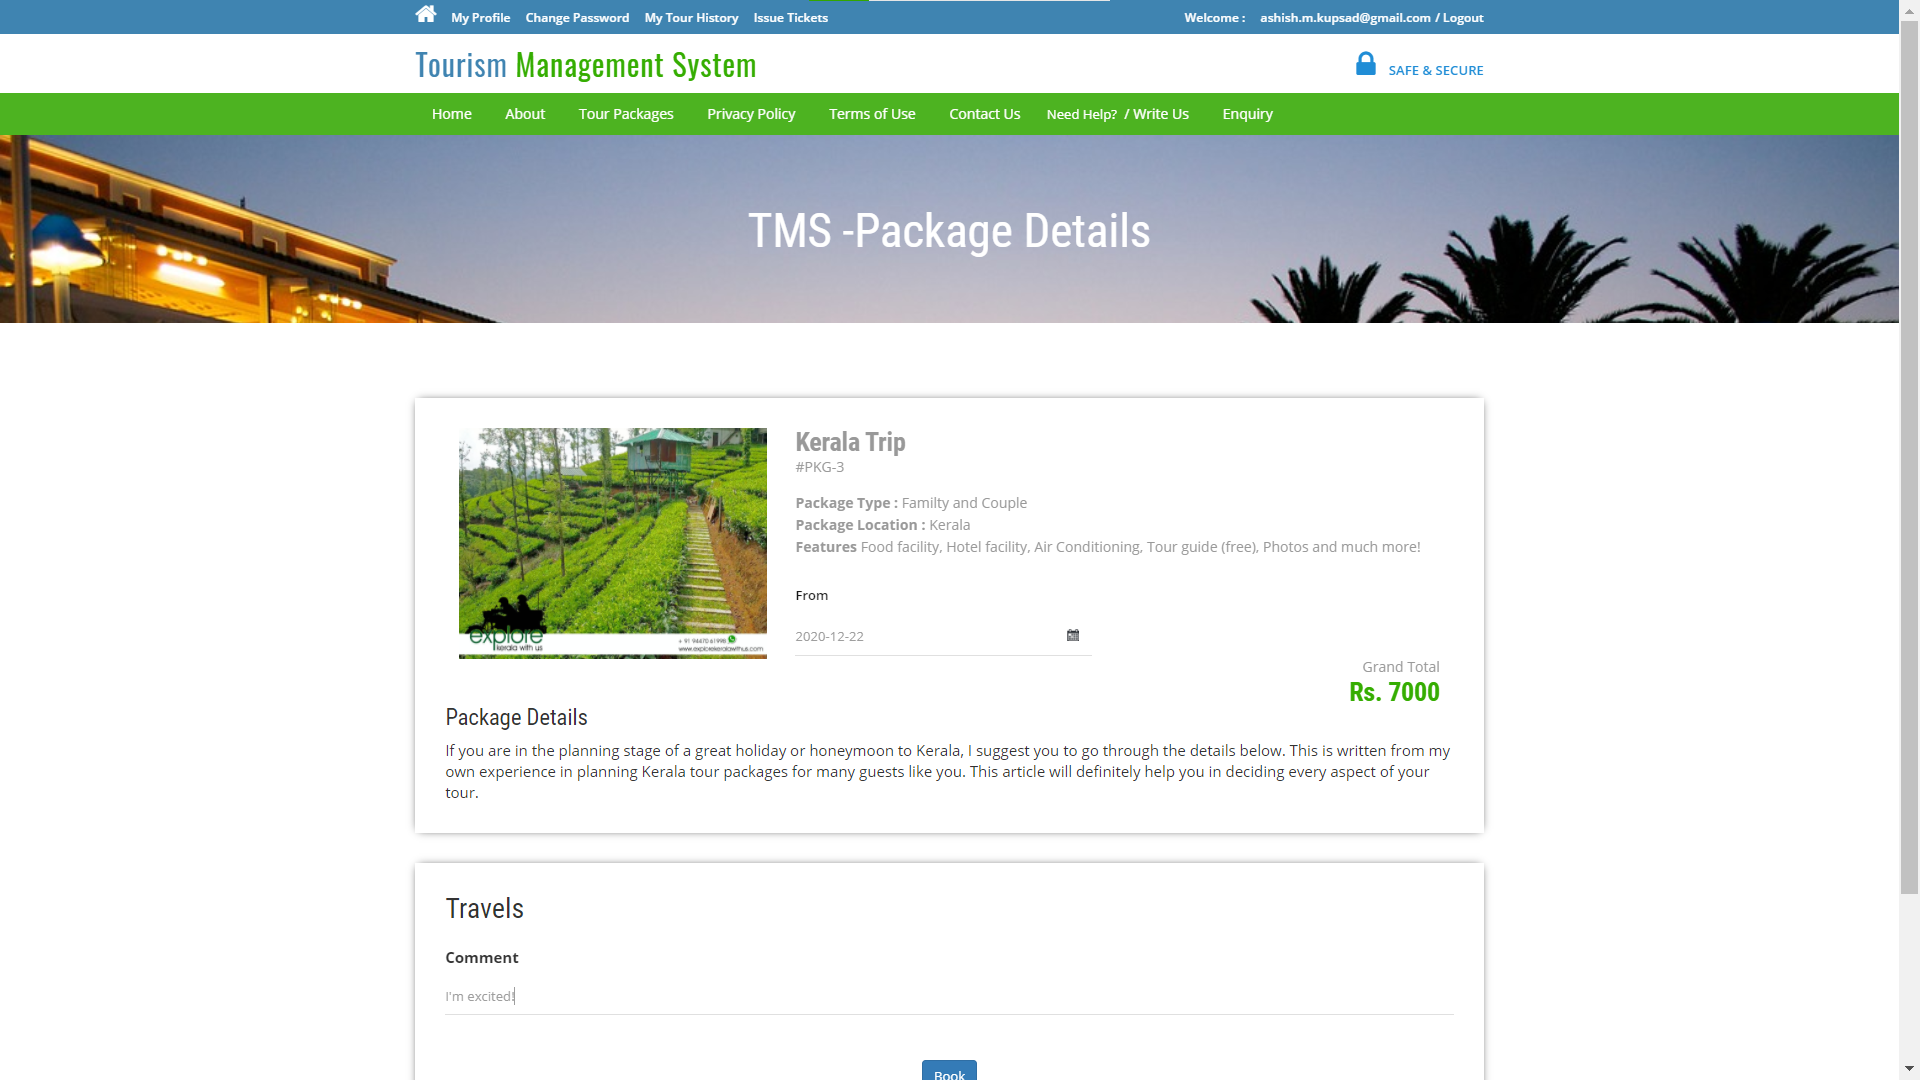 My Profile Change Password My Tour History Issue Tickets Welcome : ashish.m.kupsad@gmail.com / Logout
Tourism Management System
SAFE & SECURE
Home About Tour Packages Privacy Policy Terms of Use Contact Us Need Help? / Write Us Enquiry
TMS -Package Details
Kerala Trip
#PKG-3
Package Type : Familty and Couple
Package Location : Kerala
Features Food facility, Hotel facility, Air Conditioning, Tour guide (free), Photos and much more!
From
2020-12-22
explore
kerala with us
+ 91 94470 61998
www.explorekeralawithus.com
Grand Total
Rs. 7000
Package Details
If you are in the planning stage of a great holiday or honeymoon to Kerala, I suggest you to go through the details below. This is written from my
own experience in planning Kerala tour packages for many guests like you. This article will definitely help you in deciding every aspect of your
tour.
Travels
Comment
I'm excited!
Book